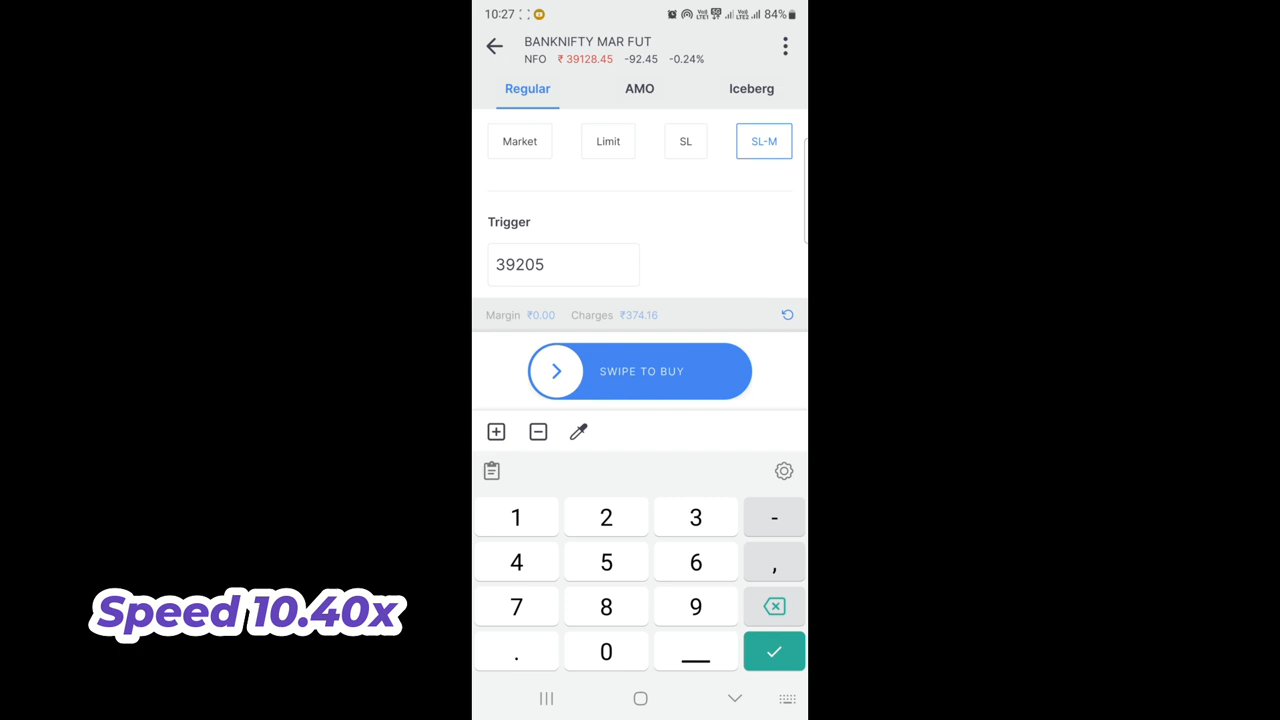 10:27 84%
BANKNIFTY MAR FUT
NFO ₹ 39128.45 -92.45 -0.24%
Regular AMO Iceberg
Market Limit SL SL-M
Trigger
39205
Margin ₹0.00 Charges ₹374.16
SWIPE TO BUY
1 2 3 -
4 5 6 ,
7 8 9
. 0
Speed 10.40x